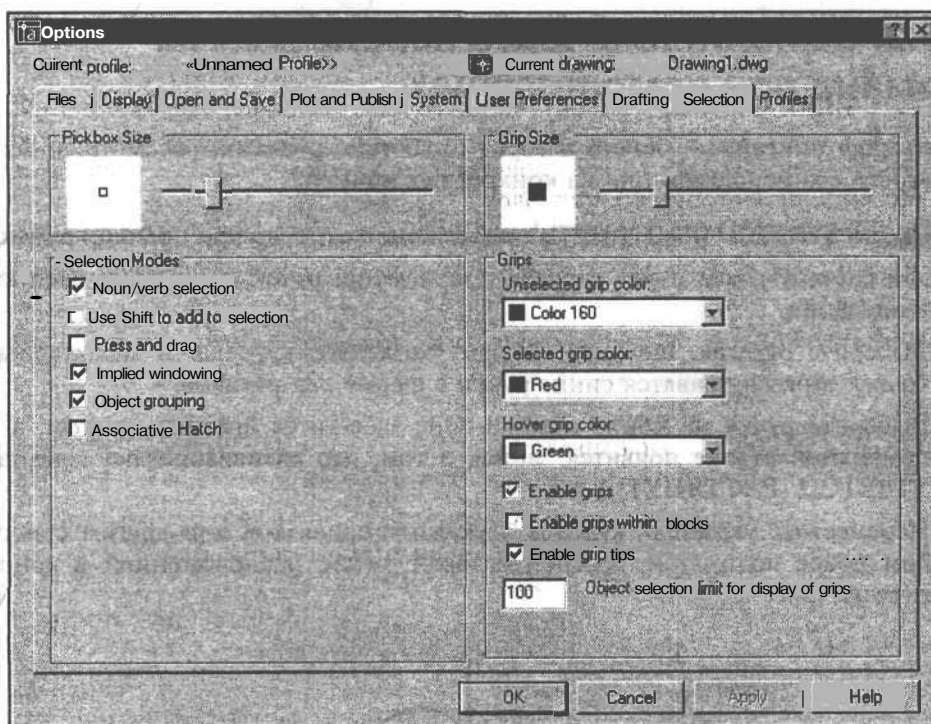 Options
Cuirent profile: «Unnamed Profile>> Current drawing: Drawing1.dwg
Files j Display Open and Save Plot and Publish j System User Preferences Drafting Selection Profiles
Pickbox Size
Grip Size
- Selection Modes
Noun/verb selection
Use Shift to add to selection
Press and drag
Implied windowing
Object grouping
Associative Hatch
Grips
Unselected grip color:
Color 160
Selected grip color:
Red
Hover grip color:
Green
Enable grips
Enable grips within blocks
Enable grip tips
100 Object selection limit for display of grips
OK Cancel Apply Help